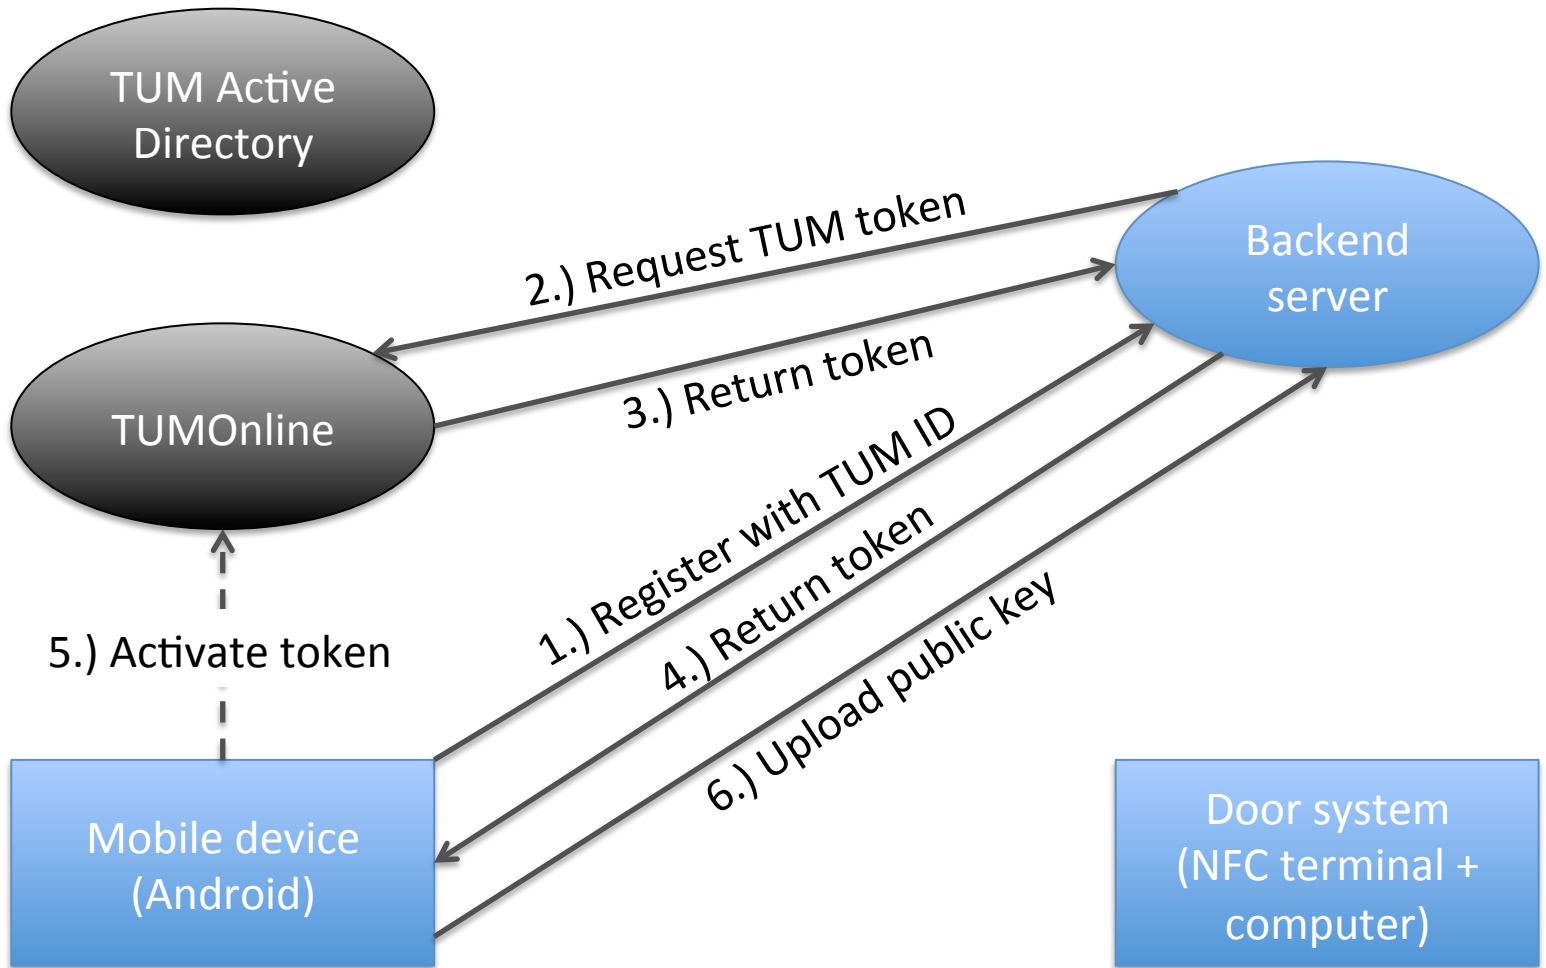 TUM Active
Directory
2.) Request TUM token
Backend
server
3.) Return token
TUMOnline
1.) Register with TUM ID
4.) Return token
5.) Activate token
6.) Upload public key
Mobile device
(Android)
Door system
(NFC terminal +
computer)